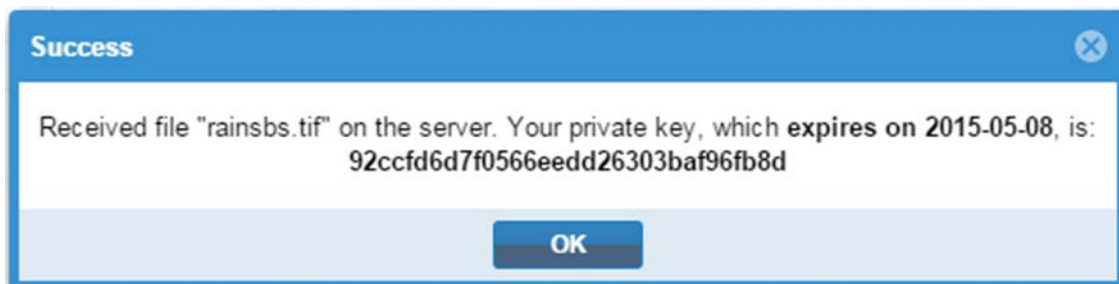 Success
Received file "rainsbs.tif" on the server. Your private key, which expires on 2015-05-08, is:
92ccfd6d7f0566eedd26303baf96fb8d
OK